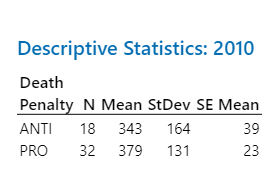 Descriptive Statistics: 2010
Death
Penalty N Mean StDev SE Mean
ANTI 18 343 164 39
PRO 32 379 131 23